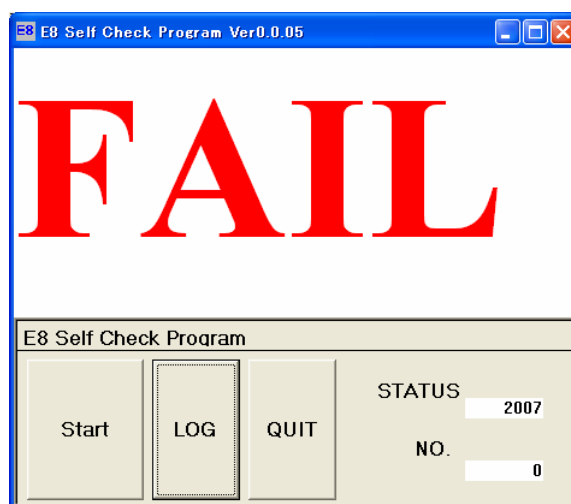 E8 E8 Self Check Program Ver0.0.05
FAIL
E8 Self Check Program
Start LOG QUIT
STATUS
2007
NO.
0